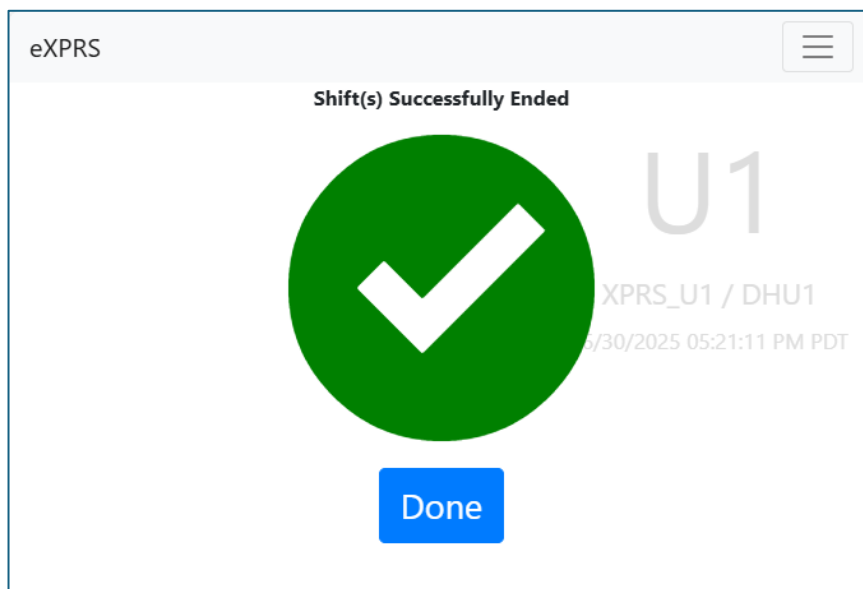 eXPRS
Shift(s) Successfully Ended
U1
XPRS_U1 / DHU1
/30/2025 05:21:11 PM PDT
Done